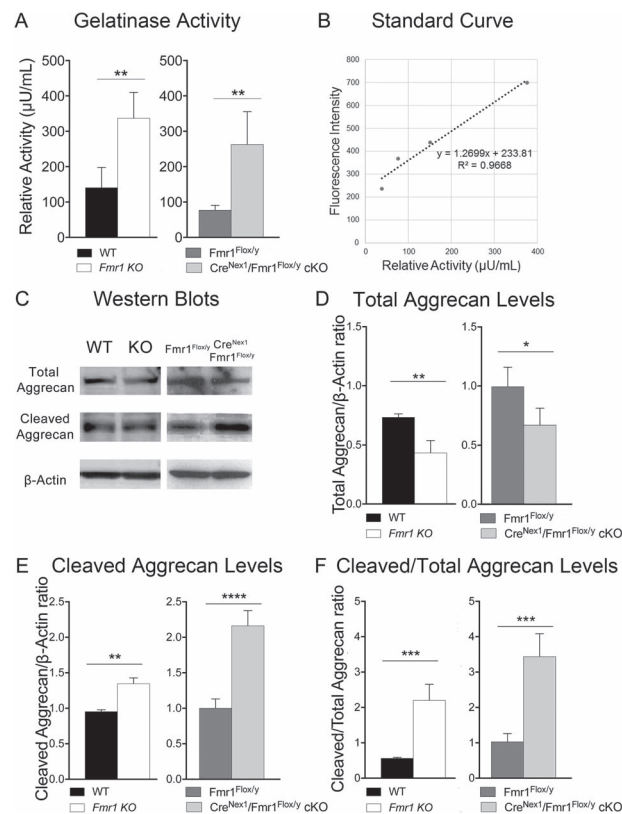 A Gelatinase Activity
Relative Activity (µU/mL)
500
400
300
200
100
0
**
500
400
300
200
100
0
**
WT
Fmr1 KO
Fmr1Flox/y
CreNex1/Fmr1Flox/y cKO
B Standard Curve
Fluorescence Intensity
800
700
600
500
400
300
200
100
0
y = 1.2699x + 233.81
R² = 0.9668
0 100 200 300 400
Relative Activity (µU/mL)
C Western Blots
WT KO Fmr1Flox/y CreNex1
Fmr1Flox/y
Total
Aggrecan
Cleaved
Aggrecan
β-Actin
D Total Aggrecan Levels
Total Aggrecan/β-Actin ratio
1.5
1.0
0.5
0.0
**
1.5
1.0
0.5
0.0
*
WT
Fmr1 KO
Fmr1Flox/y
CreNex1/Fmr1Flox/y cKO
E Cleaved Aggrecan Levels
Cleaved Aggrecan/β-Actin ratio
2.5
2.0
1.5
1.0
0.5
0.0
**
2.5
2.0
1.5
1.0
0.5
0.0
****
WT
Fmr1 KO
Fmr1Flox/y
CreNex1/Fmr1Flox/y cKO
F Cleaved/Total Aggrecan Levels
Cleaved/Total Aggrecan ratio
5
4
3
2
1
0
***
5
4
3
2
1
0
***
WT
Fmr1 KO
Fmr1Flox/y
CreNex1/Fmr1Flox/y cKO